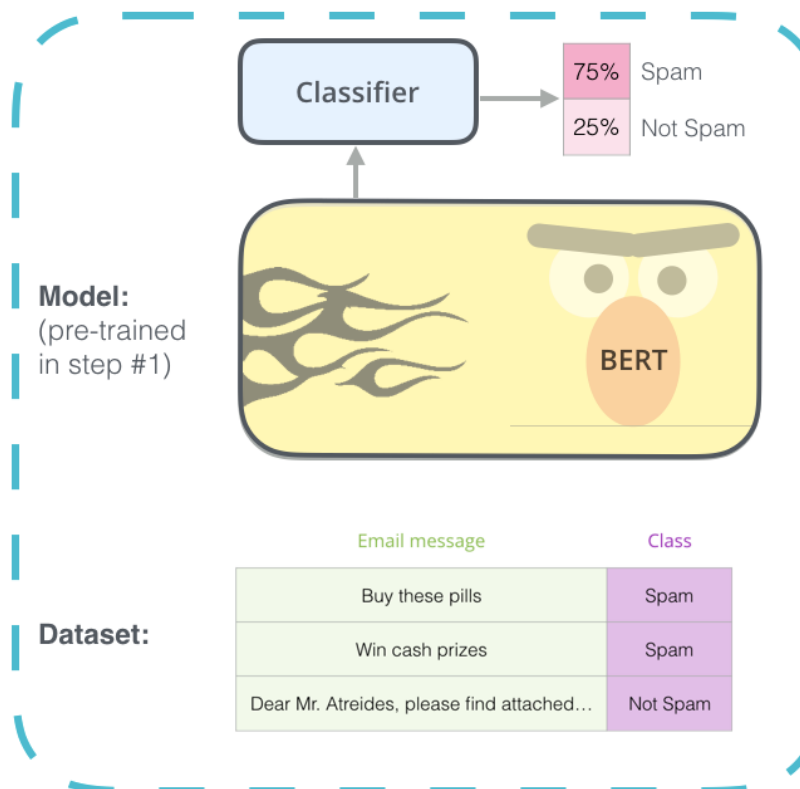 Classifier
75% Spam
25% Not Spam
Model:
(pre-trained
in step #1)
BERT
Email message Class
Dataset:
Buy these pills Spam
Win cash prizes Spam
Dear Mr. Atreides, please find attached... Not Spam